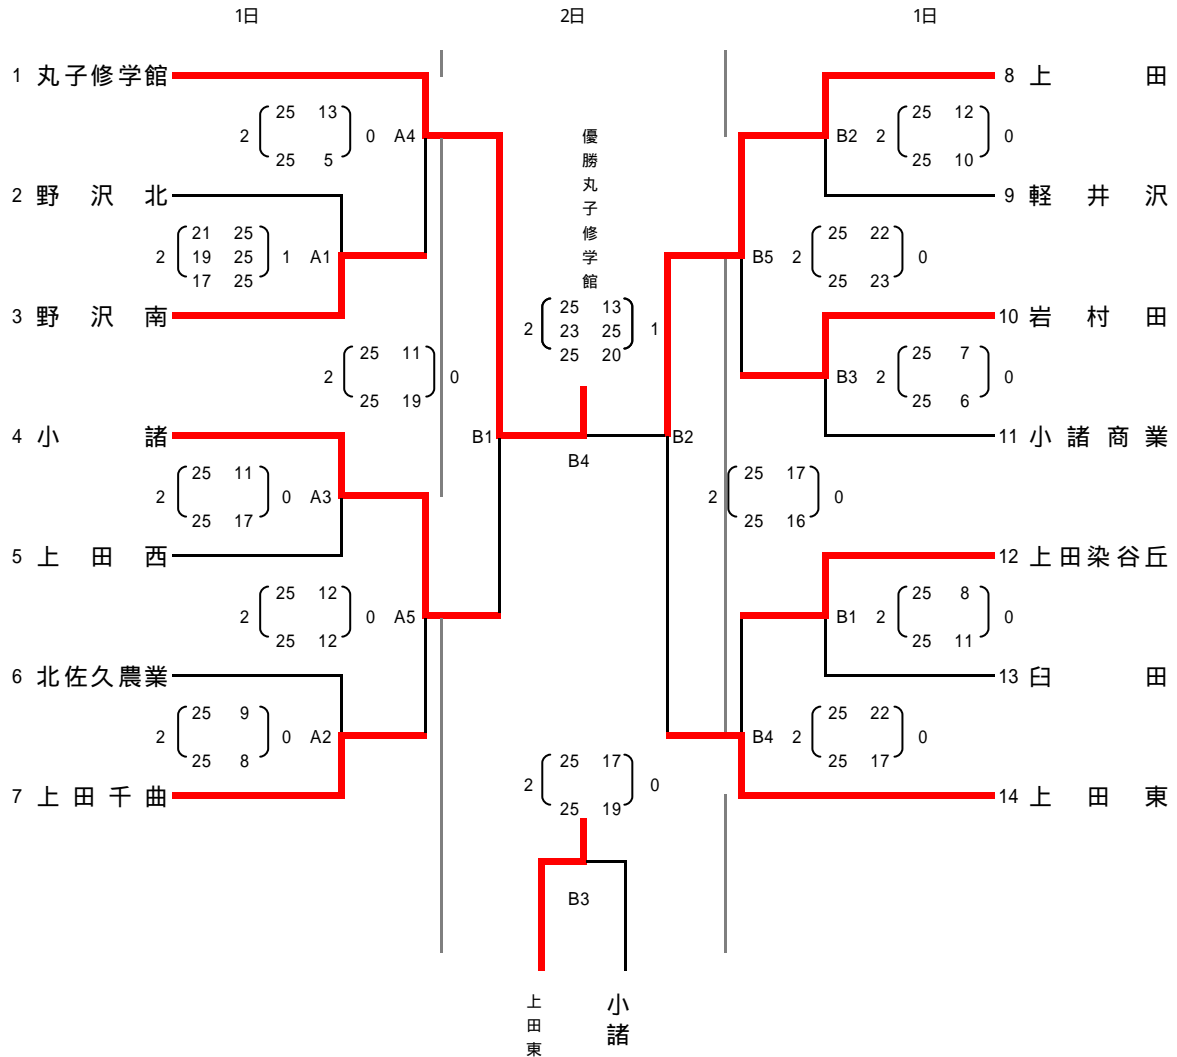 1日 2日 1日
1 丸子修学館
25 13
2 0 A4
25 5
2 野沢北
21 25
2 19 25 1 A1
17 25
3 野沢南
25 11
2 0
25 19
4 小諸
25 11
2 0 A3
25 17
5 上田西
25 12
2 0 A5
25 12
6 北佐久農業
25 9
2 0 A2
25 8
7 上田千曲
優勝丸子修学館
25 13
2 23 25 1
25 20
B1 B2
B4
25 17
2 0
25 19
B3
上田東
小諸
8 上田
25 12
B2 2 0
25 10
9 軽井沢
25 22
B5 2 0
25 23
10 岩村田
25 7
B3 2 0
25 6
11 小諸商業
25 17
2 0
25 16
12 上田染谷丘
25 8
B1 2 0
25 11
13 臼田
25 22
B4 2 0
25 17
14 上田東